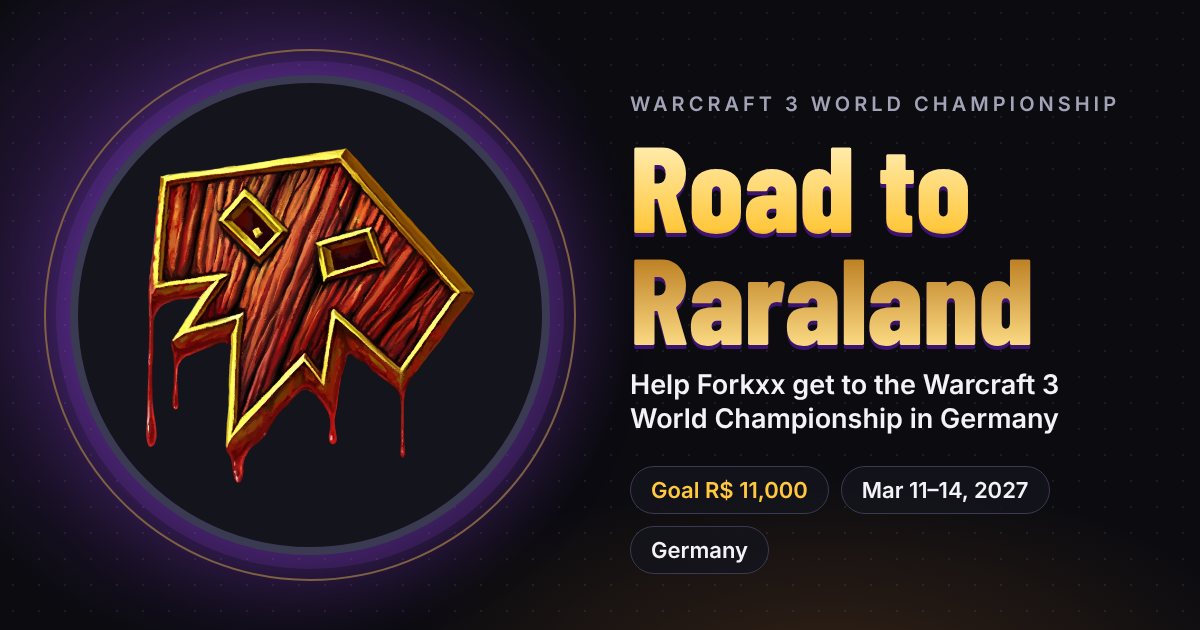 WARCRAFT 3 WORLD CHAMPIONSHIP
Road to
Raraland
Help Forkxx get to the Warcraft 3
World Championship in Germany
Goal R$ 11,000
Mar 11–14, 2027
Germany